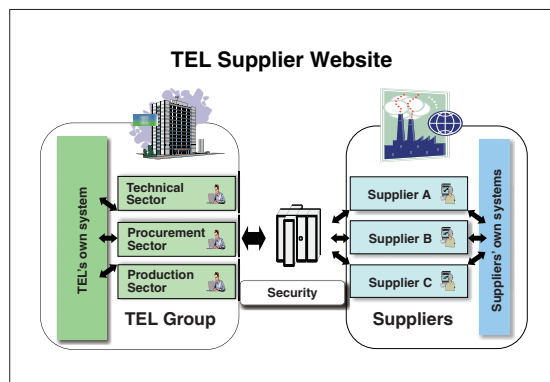 TEL Supplier Website
TEL's own system
Technical
Sector
Procurement
Sector
Production
Sector
TEL Group
Security
Supplier A
Supplier B
Supplier C
Suppliers
Suppliers' own systems